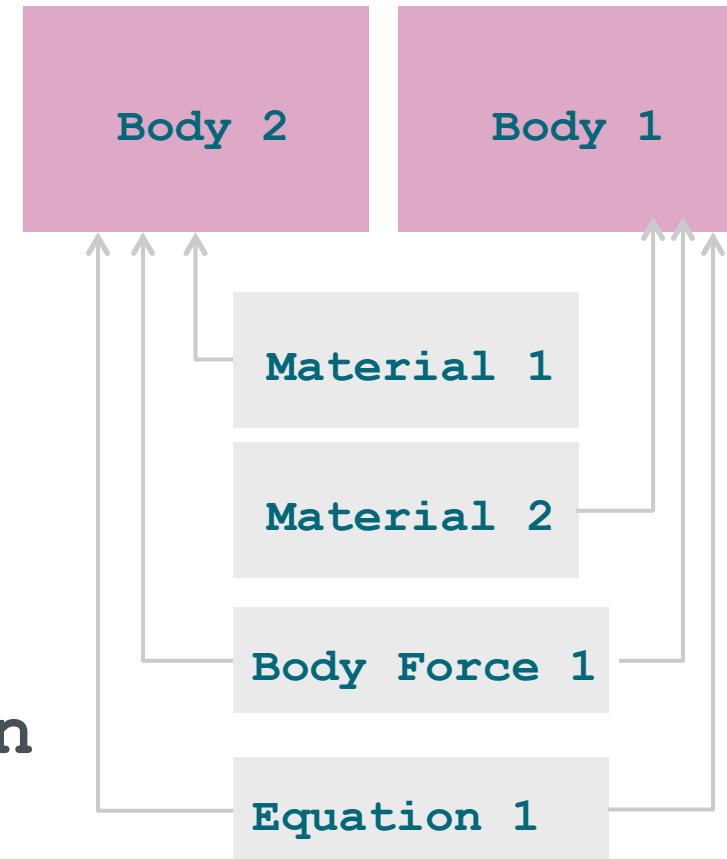 Body 2
Body 1
Material 1
Material 2
Body Force 1
n
Equation 1